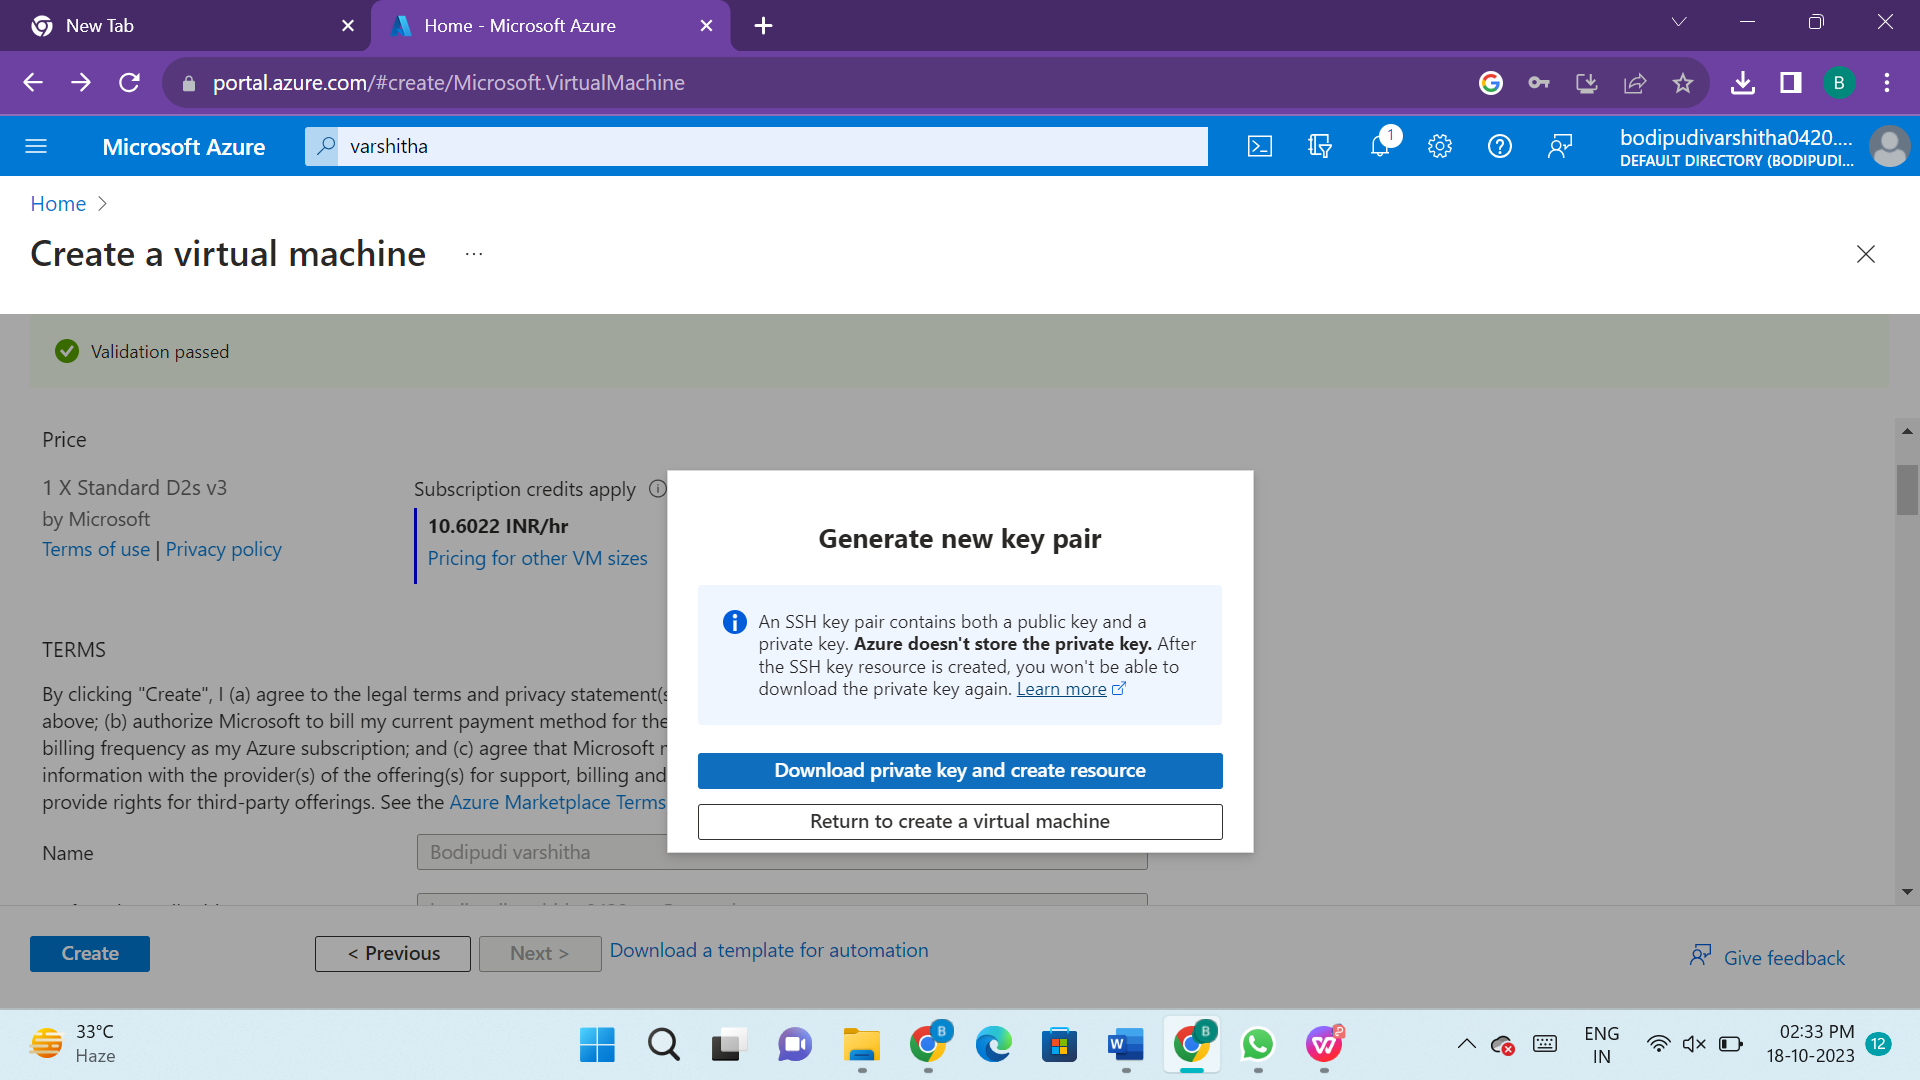 New Tab
Home - Microsoft Azure
portal.azure.com/#create/Microsoft.VirtualMachine
B
Microsoft Azure
varshitha
1
bodipudivarshitha0420....
DEFAULT DIRECTORY (BODIPUDI...
Home >
Create a virtual machine ...
Validation passed
Price
1 X Standard D2s v3
by Microsoft
Terms of use | Privacy policy
Subscription credits apply
10.6022 INR/hr
Pricing for other VM sizes
Generate new key pair
An SSH key pair contains both a public key and a
private key. Azure doesn't store the private key. After
the SSH key resource is created, you won't be able to
download the private key again. Learn more
Download private key and create resource
Return to create a virtual machine
TERMS
By clicking "Create", I (a) agree to the legal terms and privacy statement(s
above; (b) authorize Microsoft to bill my current payment method for the
billing frequency as my Azure subscription; and (c) agree that Microsoft
information with the provider(s) of the offering(s) for support, billing and
provide rights for third-party offerings. See the Azure Marketplace Terms
Name
Bodipudi varshitha
Create
< Previous
Next >
Download a template for automation
Give feedback
33°C
Haze
B
W
B
ENG
IN
02:33 PM
18-10-2023
12